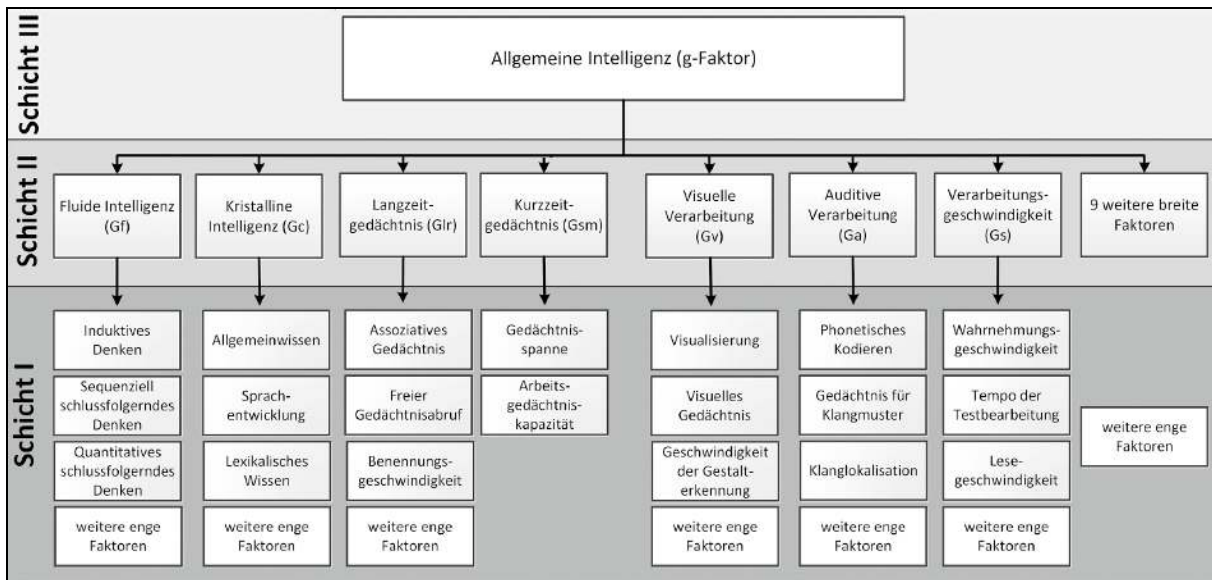 Schicht III
Allgemeine Intelligenz (g-Faktor)
Schicht II
Fluide Intelligenz
(Gf)
Kristalline
Intelligenz (Gc)
Langzeit-
gedächtnis (Glr)
Kurzzeit-
gedächtnis (Gsm)
Visuelle
Verarbeitung
(Gv)
Auditive
Verarbeitung
(Ga)
Verarbeitungs-
geschwindigkeit
(Gs)
9 weitere breite
Faktoren
Schicht I
Induktives
Denken
Allgemeinwissen
Assoziatives
Gedächtnis
Gedächtnis-
spanne
Visualisierung
Phonetisches
Kodieren
Wahrnehmungs-
geschwindigkeit
Sequenziell
schlussfolgerndes
Denken
Sprach-
entwicklung
Freier
Gedächtnisabruf
Arbeits-
gedächtnis-
kapazität
Visuelles
Gedächtnis
Gedächtnis für
Klangmuster
Tempo der
Testbearbeitung
weitere enge
Faktoren
Quantitatives
schlussfolgerndes
Denken
Lexikalisches
Wissen
Benennungs-
geschwindigkeit
Geschwindigkeit
der Gestalt-
erkennung
Klanglokalisation
Lese-
geschwindigkeit
weitere enge
Faktoren
weitere enge
Faktoren
weitere enge
Faktoren
weitere enge
Faktoren
weitere enge
Faktoren
weitere enge
Faktoren